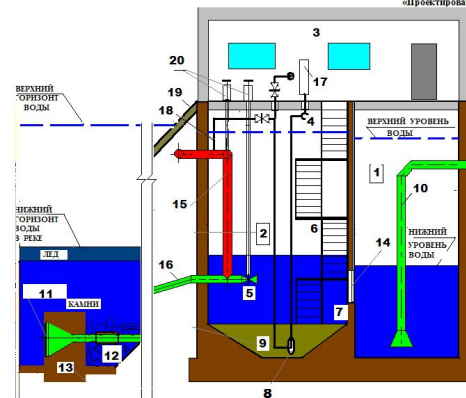 «Проектирова
3
20
17
19
ВЕРХНИЙ
ГОРИЗОНТ
ВОДЫ
18
4
ВЕРХНИЙ УРОВЕНЬ
ВОДЫ
1
15
10
НИЖНИЙ
ГОРИЗОНТ
ВОДЫ
В РЕКЕ
2
6
14
НИЖНИЙ
УРОВЕНЬ
ВОДЫ
ЛЕД
16
5
11
КАМНИ
7
12
9
13
8